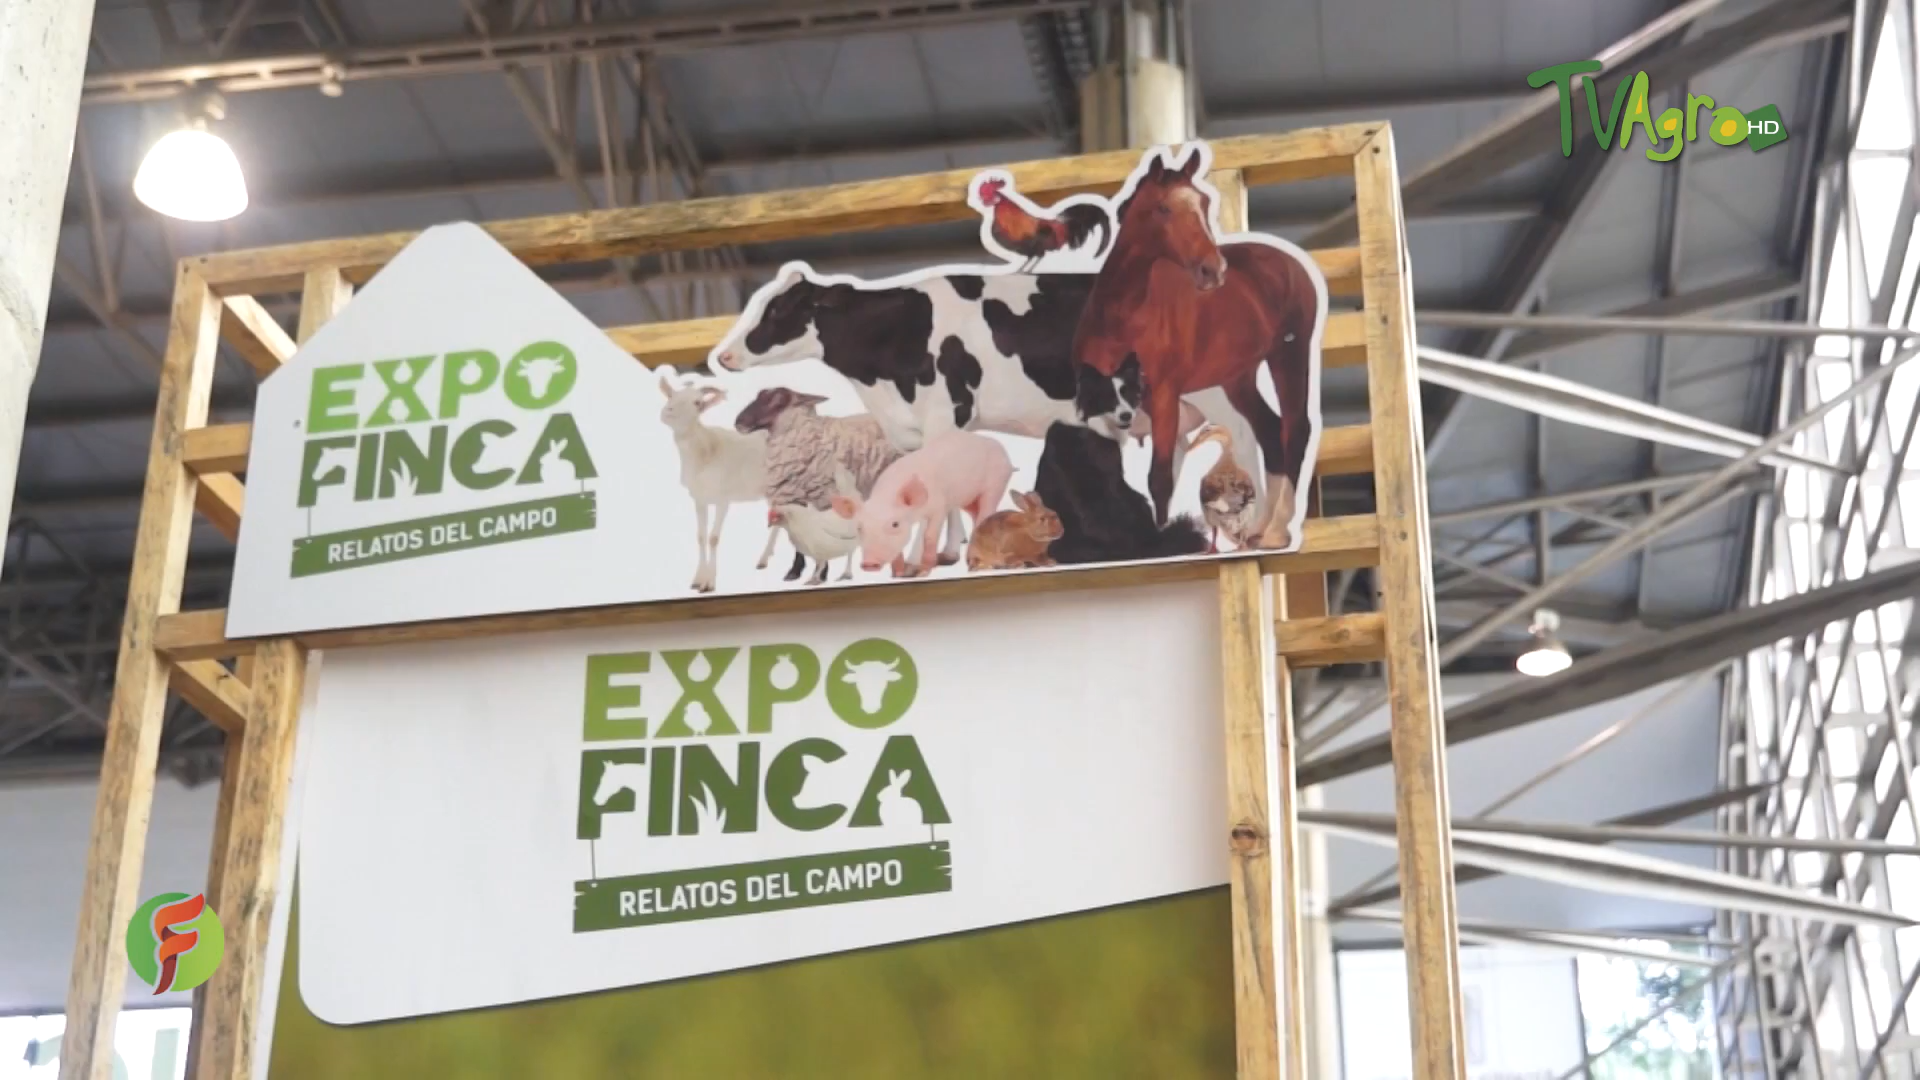 TVAgro HD
EXPO
FINCA
RELATOS DEL CAMPO
EXPO
FINCA
RELATOS DEL CAMPO
F